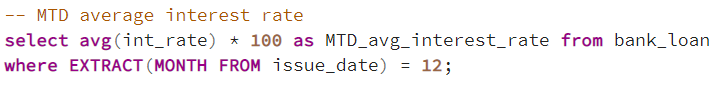 -- MTD average interest rate
select avg(int_rate) * 100 as MTD_avg_interest_rate from bank_loan
where EXTRACT(MONTH FROM issue_date) = 12;